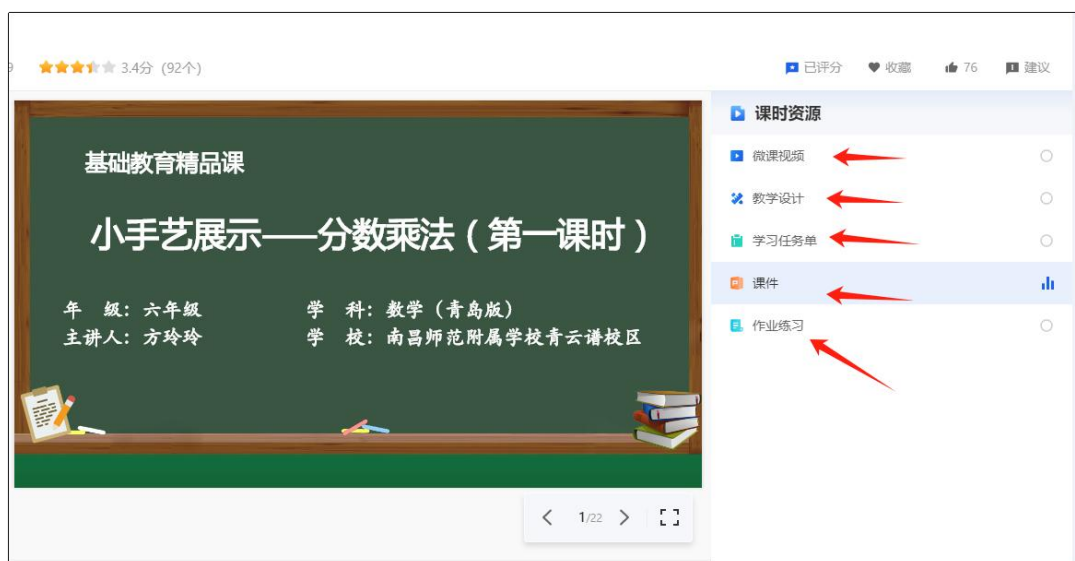 9 3.4分 (92个) 已评分 收藏 76 建议
课时资源
微课视频
教学设计
学习任务单
课件
作业练习
基础教育精品课
小手艺展示——分数乘法（第一课时）
年 级：六年级 学 科：数学（青岛版）
主讲人：方玲玲 学 校：南昌师范附属学校青云谱校区
1/22